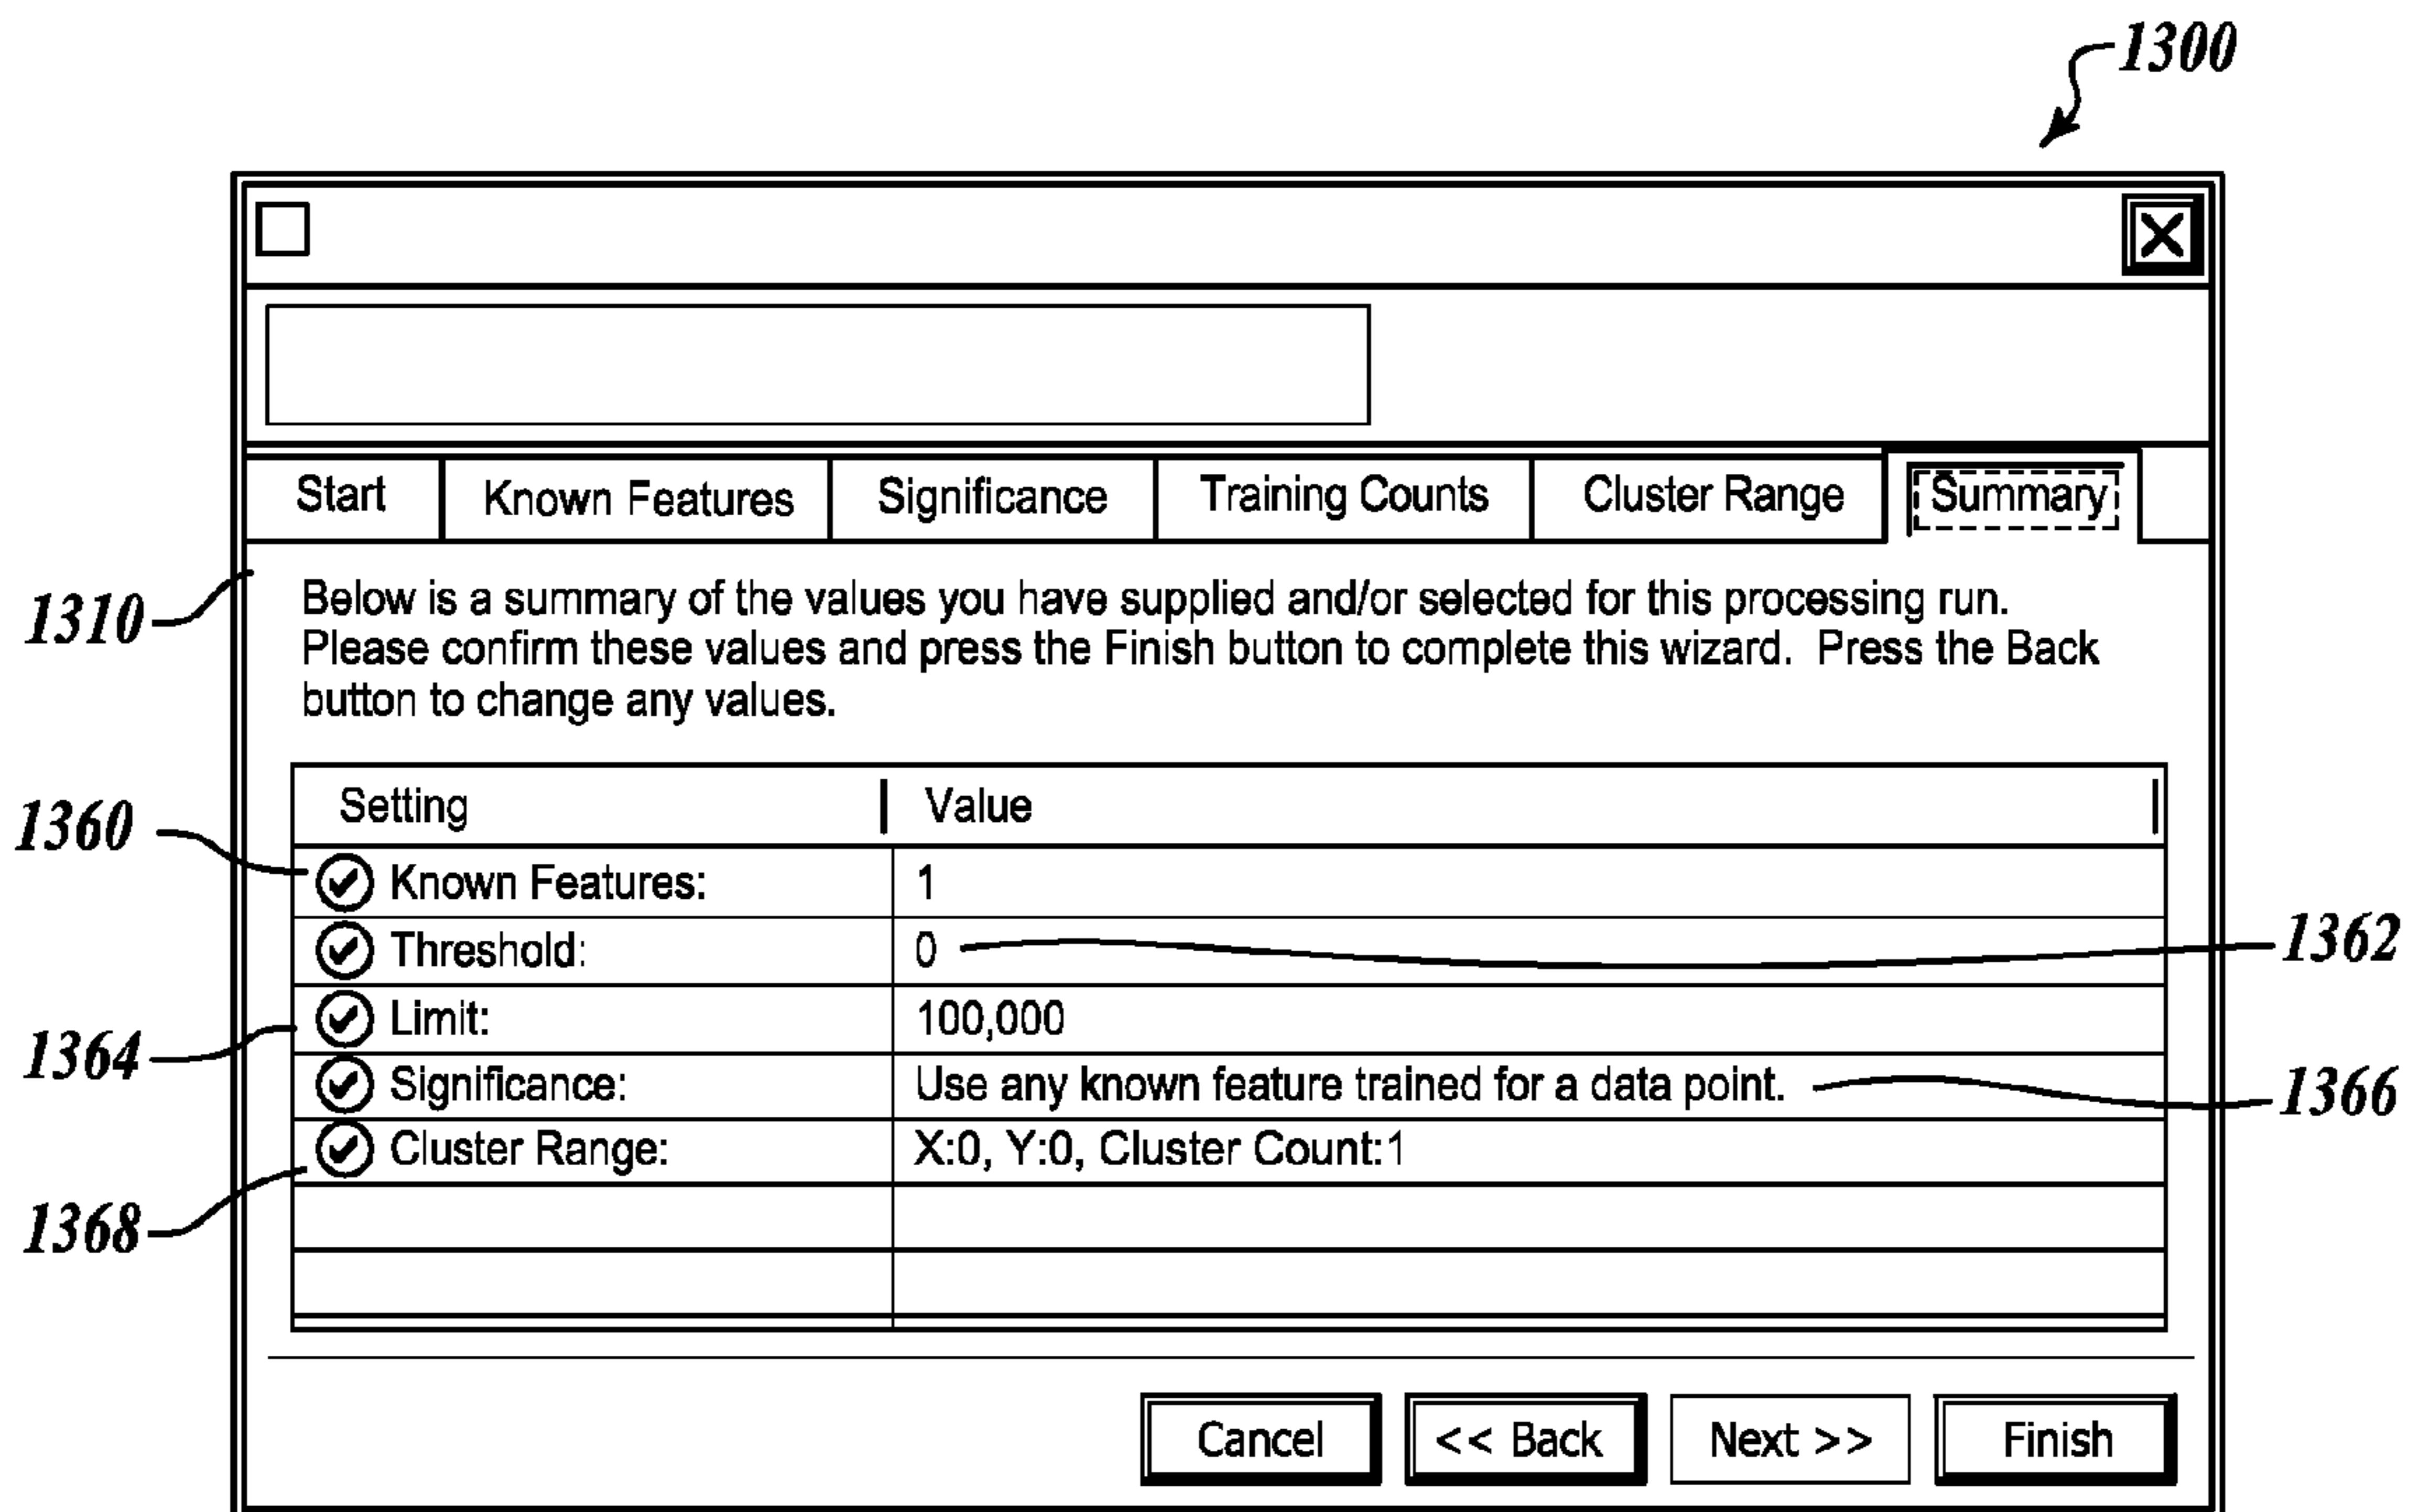 1300
Start Known Features Significance Training Counts Cluster Range Summary
1310
Below is a summary of the values you have supplied and/or selected for this processing run.
Please confirm these values and press the Finish button to complete this wizard. Press the Back
button to change any values.
Setting Value
1360
Known Features: 1
Threshold: 0
1362
Limit: 100,000
1364
Significance: Use any known feature trained for a data point.
1366
Cluster Range: X:0, Y:0, Cluster Count:1
1368
Cancel << Back Next >> Finish